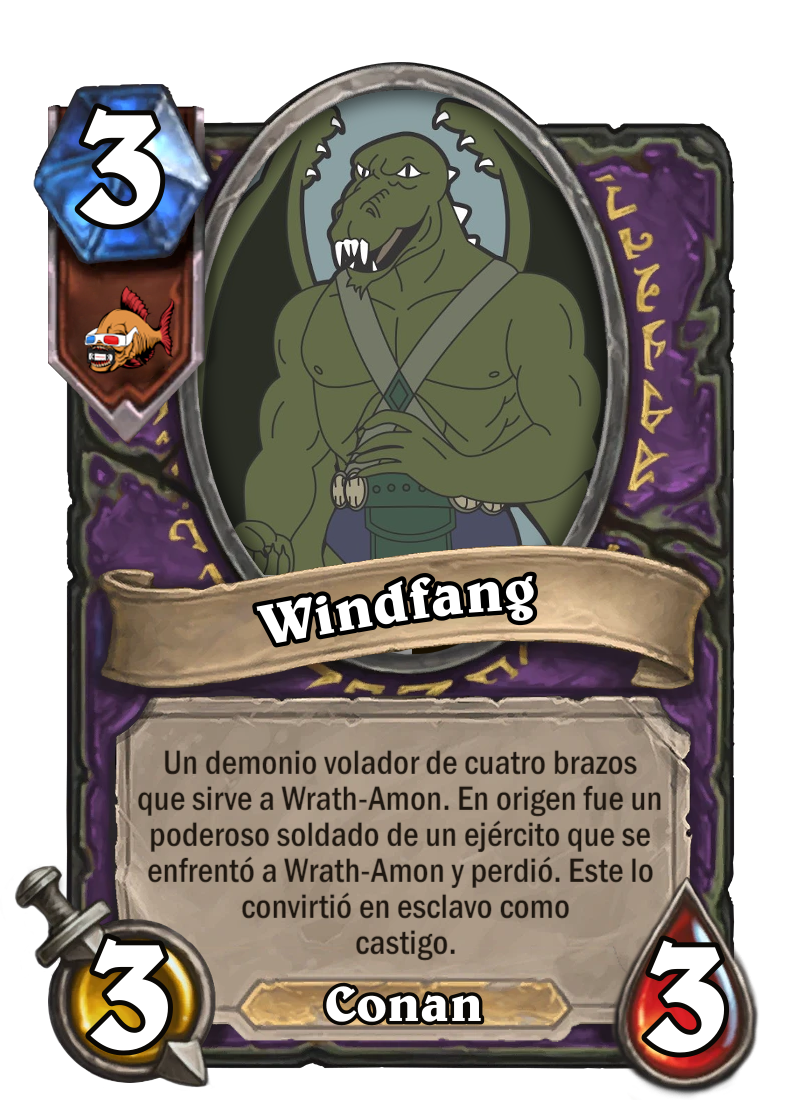 3
Windfang
Un demonio volador de cuatro brazos
que sirve a Wrath-Amon. En origen fue un
poderoso soldado de un ejército que se
enfrentó a Wrath-Amon y perdió. Este lo
convirtió en esclavo como
castigo.
3
Conan
3